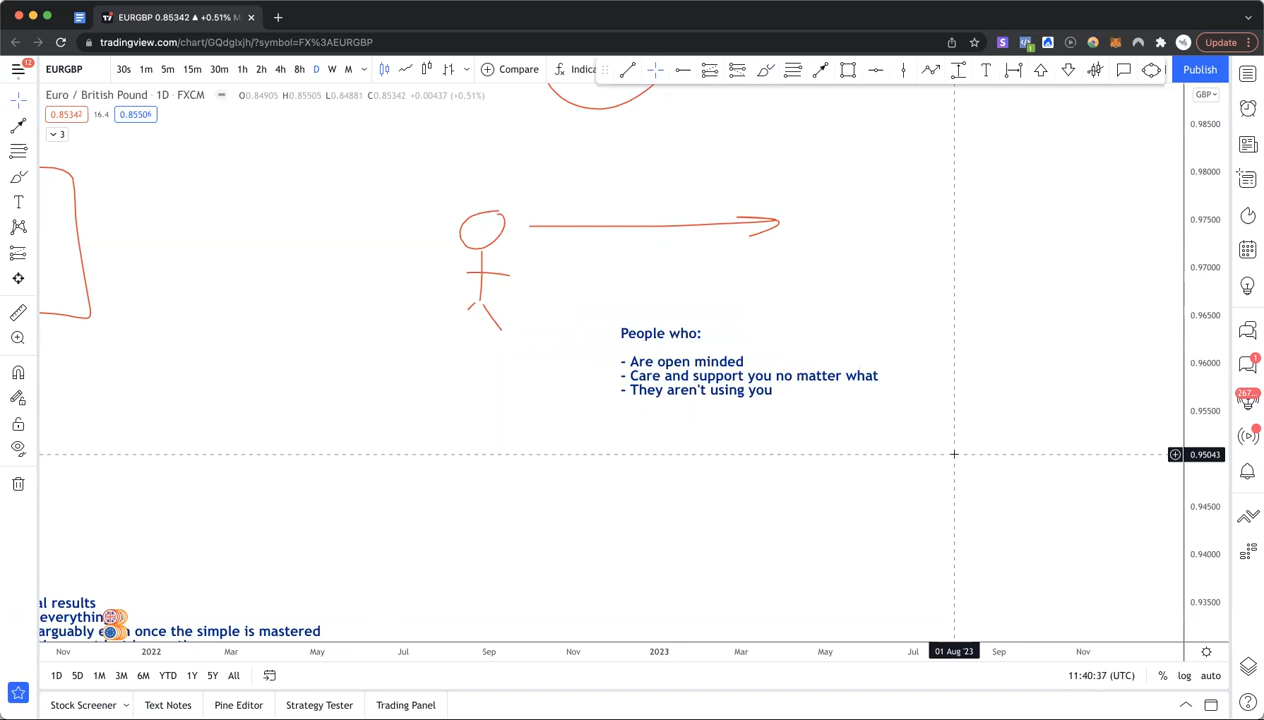 EURGBP 0.85342 ▲ +0.51%
tradingview.com/chart/GQdgIxjh/?symbol=FX%3AEURGBP
Update
12
EURGBP
30s 1m 5m 15m 30m 1h 2h 4h 8h D W M
Compare
Indica
Publish
Euro / British Pound · 1D · FXCM
O0.84905 H0.85505 L0.84881 C0.85342 +0.00437 (+0.51%)
GBP
0.85342 16.4 0.85506
3
0.98500
0.98000
0.97500
0.97000
0.96500
0.96000
0.95500
0.95043
0.94500
0.94000
0.93500
People who:
- Are open minded
- Care and support you no matter what
- They aren't using you
1
267...
al results
everything
arguably once the simple is mastered
Nov 2022 Mar May Jul Sep Nov 2023 Mar May Jul 01 Aug '23 Sep Nov
1D 5D 1M 3M 6M YTD 1Y 5Y All
11:40:37 (UTC) % log auto
Stock Screener Text Notes Pine Editor Strategy Tester Trading Panel